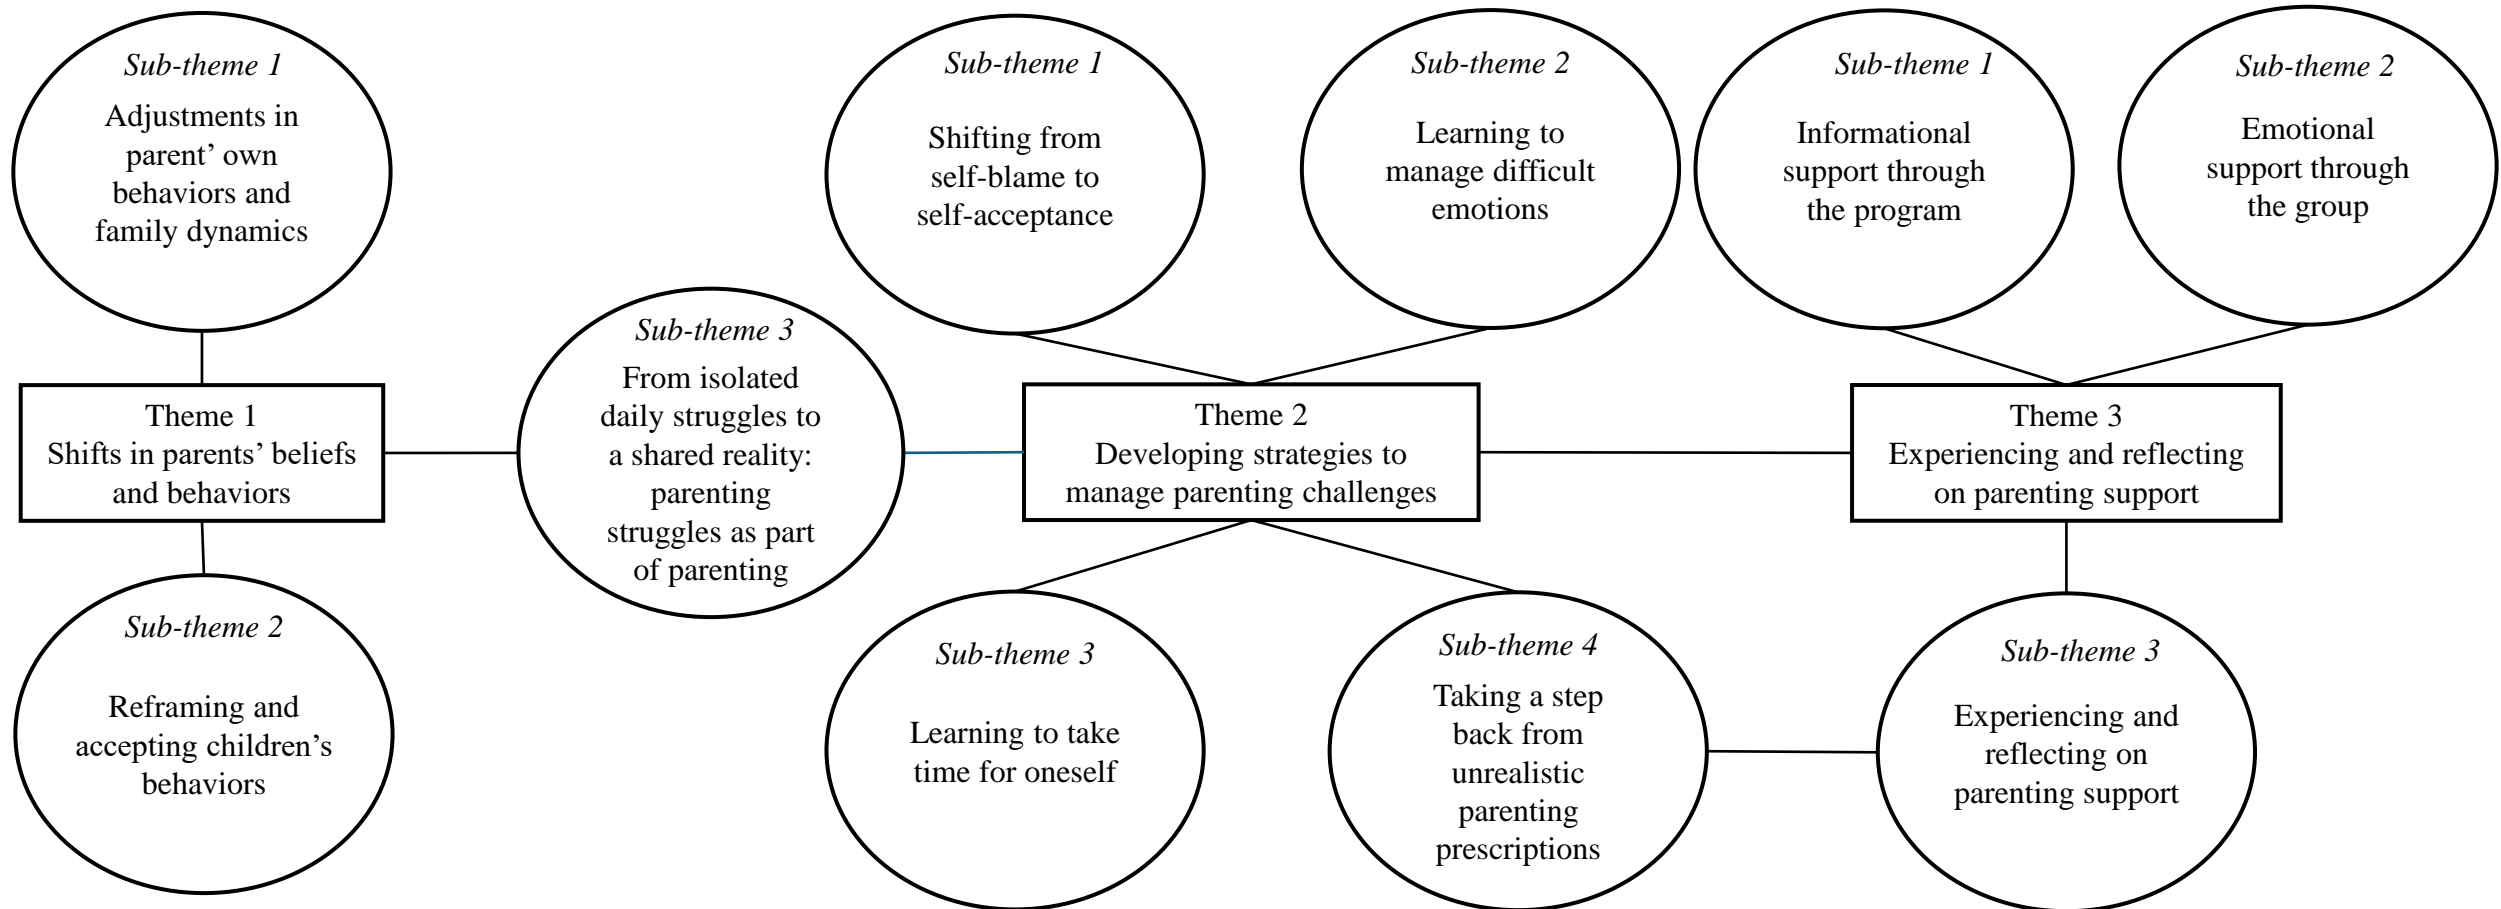 Sub-theme 1
Adjustments in
parent’ own
behaviors and
family dynamics
Sub-theme 1
Shifting from
self-blame to
self-acceptance
Sub-theme 2
Learning to
manage difficult
emotions
Sub-theme 1
Informational
support through
the program
Sub-theme 2
Emotional
support through
the group
Theme 1
Shifts in parents’ beliefs
and behaviors
Sub-theme 3
From isolated
daily struggles to
a shared reality:
parenting
struggles as part
of parenting
Theme 2
Developing strategies to
manage parenting challenges
Theme 3
Experiencing and reflecting
on parenting support
Sub-theme 2
Reframing and
accepting children’s
behaviors
Sub-theme 3
Learning to take
time for oneself
Sub-theme 4
Taking a step
back from
unrealistic
parenting
prescriptions
Sub-theme 3
Experiencing and
reflecting on
parenting support